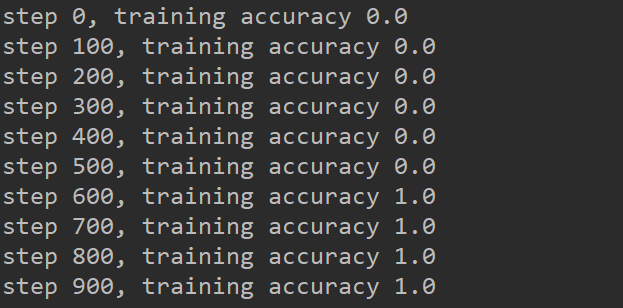 step 0, training accuracy 0.0
step 100, training accuracy 0.0
step 200, training accuracy 0.0
step 300, training accuracy 0.0
step 400, training accuracy 0.0
step 500, training accuracy 0.0
step 600, training accuracy 1.0
step 700, training accuracy 1.0
step 800, training accuracy 1.0
step 900, training accuracy 1.0